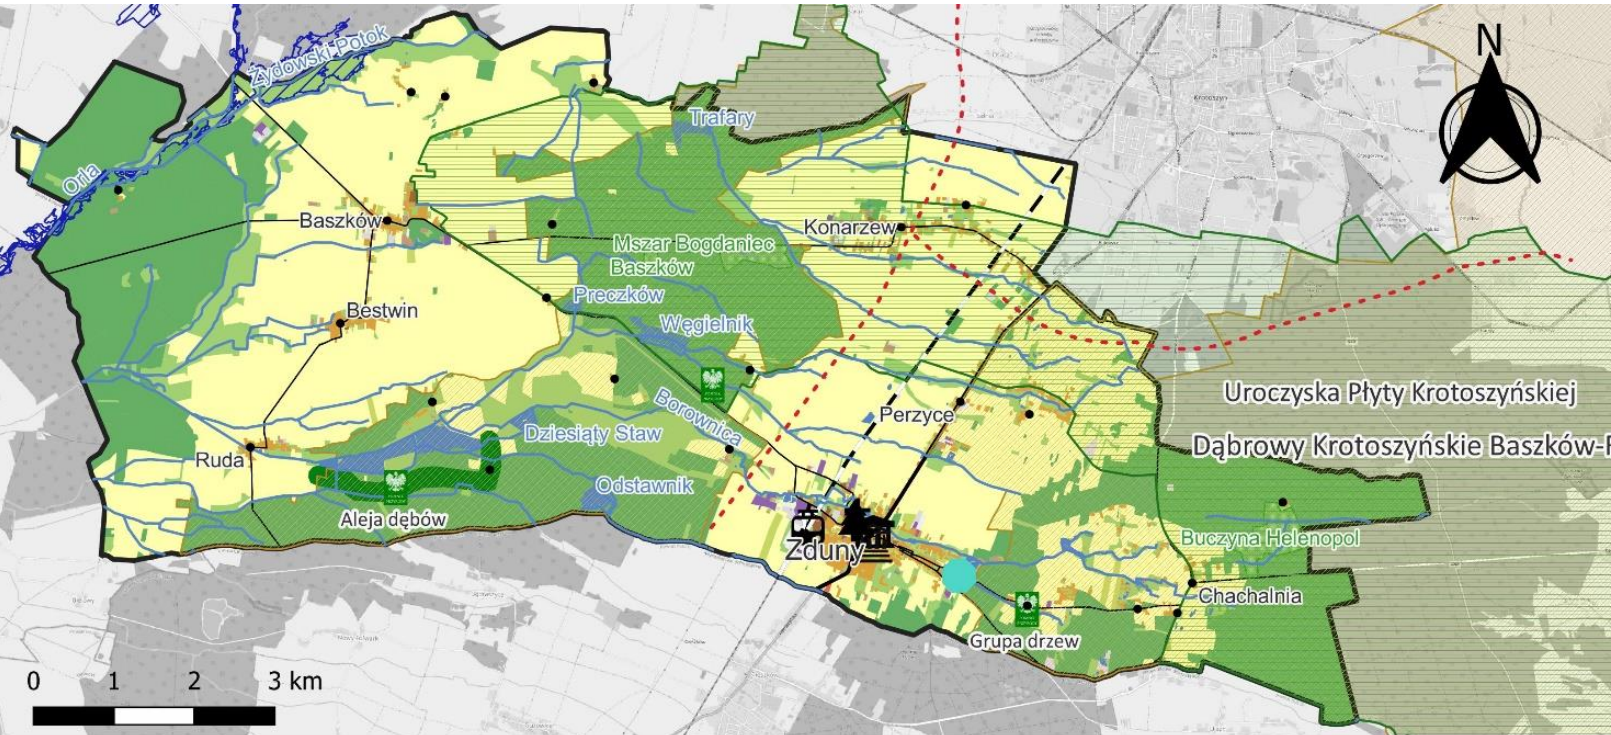 N
Żydowski Potok
Trafary
Orla
Krotoszyn
Baszków
Konarzew
Mszar Bogdaniec
Baszków
Preczków
Bestwin
Węgielnik
Uroczyska Płyty Krotoszyńskiej
Borownica
Perzyce
Dziesiąty Staw
Dąbrowy Krotoszyńskie Baszków-R
Ruda
Odstawnik
Aleja dębów
Buczyna Helenopol
Zduny
Chachalnia
Grupa drzew
0 1 2 3 km